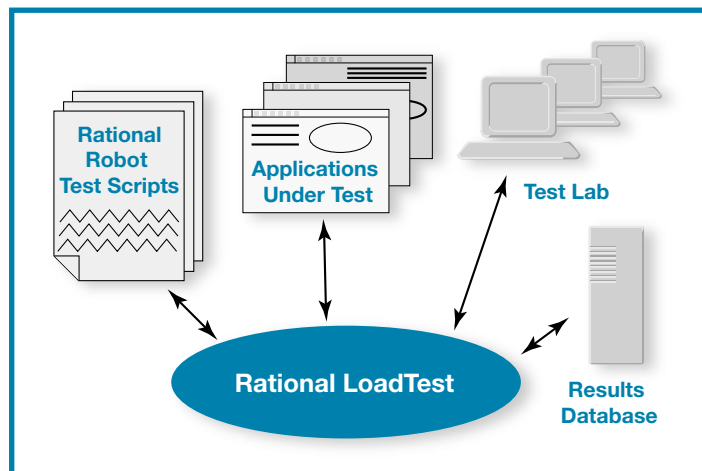 Rational
Robot
Test Scripts
Applications
Under Test
Test Lab
Rational LoadTest
Results
Database